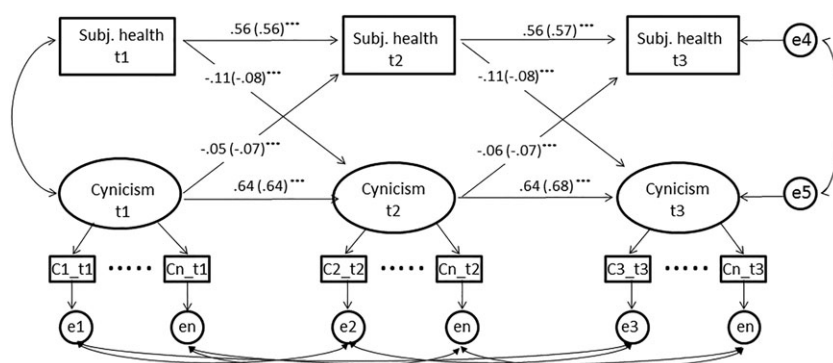 Subj. health
t1
.56 (.56)***
Subj. health
t2
.56 (.57)***
Subj. health
t3
e4
-.11(-.08)***
-.11(-.08)***
-.05 (-.07)***
-.06 (-.07)***
Cynicism
t1
.64 (.64)***
Cynicism
t2
.64 (.68)***
Cynicism
t3
e5
C1_t1
•••••
Cn_t1
C2_t2
•••••
Cn_t2
C3_t3
•••••
Cn_t3
e1
en
e2
en
e3
en